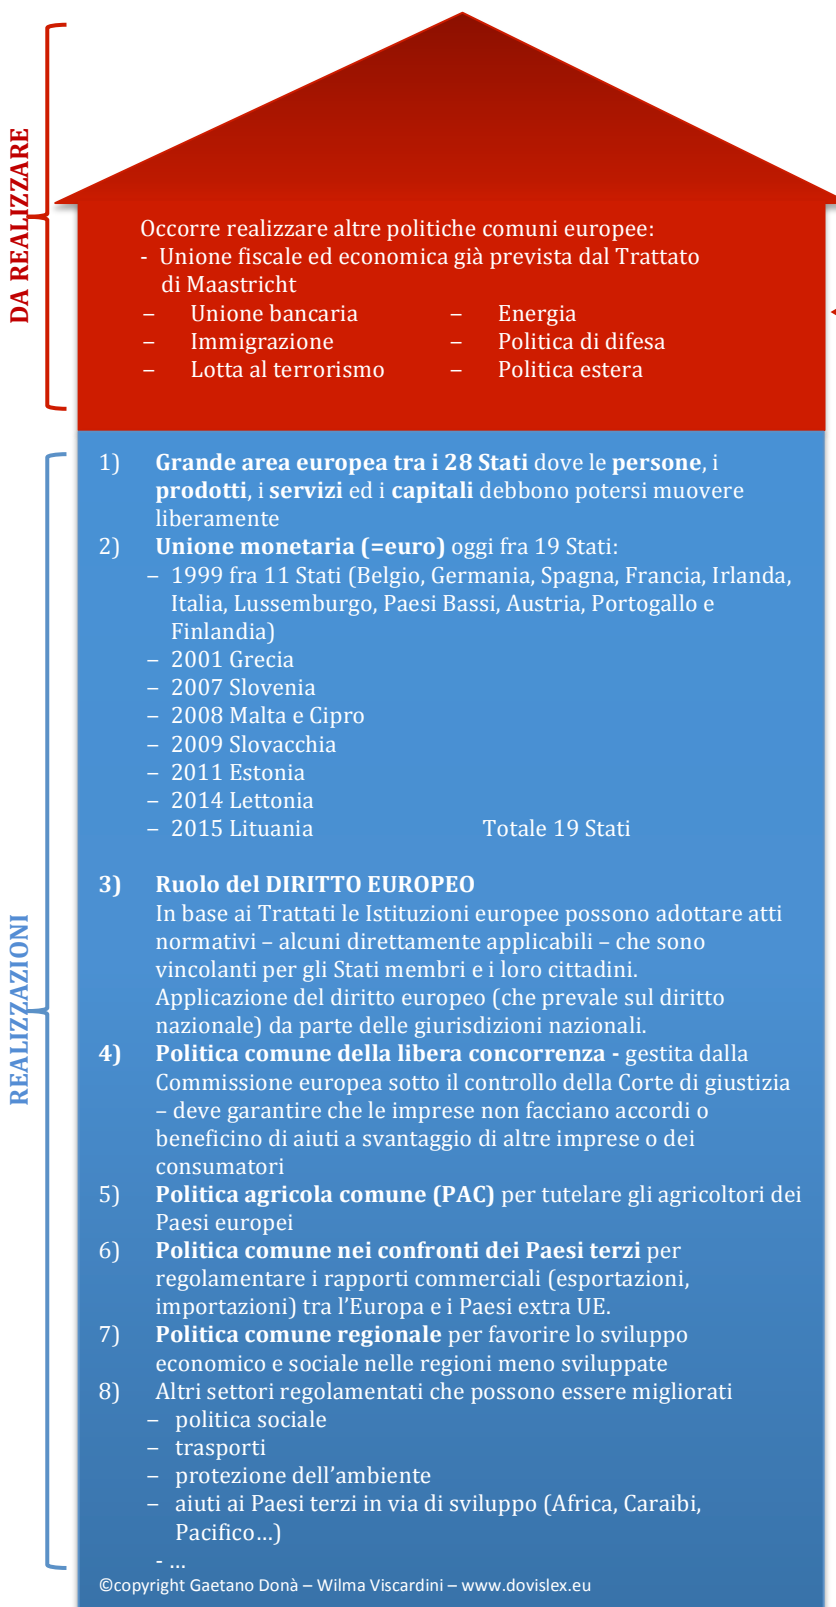 DA REALIZZARE
Occorre realizzare altre politiche comuni europee:
- Unione fiscale ed economica già prevista dal Trattato
di Maastricht
– Unione bancaria – Energia
– Immigrazione – Politica di difesa
– Lotta al terrorismo – Politica estera
REALIZZAZIONI
1) Grande area europea tra i 28 Stati dove le persone, i
prodotti, i servizi ed i capitali debbono potersi muovere
liberamente
2) Unione monetaria (=euro) oggi fra 19 Stati:
– 1999 fra 11 Stati (Belgio, Germania, Spagna, Francia, Irlanda,
Italia, Lussemburgo, Paesi Bassi, Austria, Portogallo e
Finlandia)
– 2001 Grecia
– 2007 Slovenia
– 2008 Malta e Cipro
– 2009 Slovacchia
– 2011 Estonia
– 2014 Lettonia
– 2015 Lituania Totale 19 Stati
3) Ruolo del DIRITTO EUROPEO
In base ai Trattati le Istituzioni europee possono adottare atti
normativi – alcuni direttamente applicabili – che sono
vincolanti per gli Stati membri e i loro cittadini.
Applicazione del diritto europeo (che prevale sul diritto
nazionale) da parte delle giurisdizioni nazionali.
4) Politica comune della libera concorrenza - gestita dalla
Commissione europea sotto il controllo della Corte di giustizia
– deve garantire che le imprese non facciano accordi o
beneficino di aiuti a svantaggio di altre imprese o dei
consumatori
5) Politica agricola comune (PAC) per tutelare gli agricoltori dei
Paesi europei
6) Politica comune nei confronti dei Paesi terzi per
regolamentare i rapporti commerciali (esportazioni,
importazioni) tra l'Europa e i Paesi extra UE.
7) Politica comune regionale per favorire lo sviluppo
economico e sociale nelle regioni meno sviluppate
8) Altri settori regolamentati che possono essere migliorati
– politica sociale
– trasporti
– protezione dell'ambiente
– aiuti ai Paesi terzi in via di sviluppo (Africa, Caraibi,
Pacifico…)
- …
©copyright Gaetano Donà – Wilma Viscardini – www.dovislex.eu